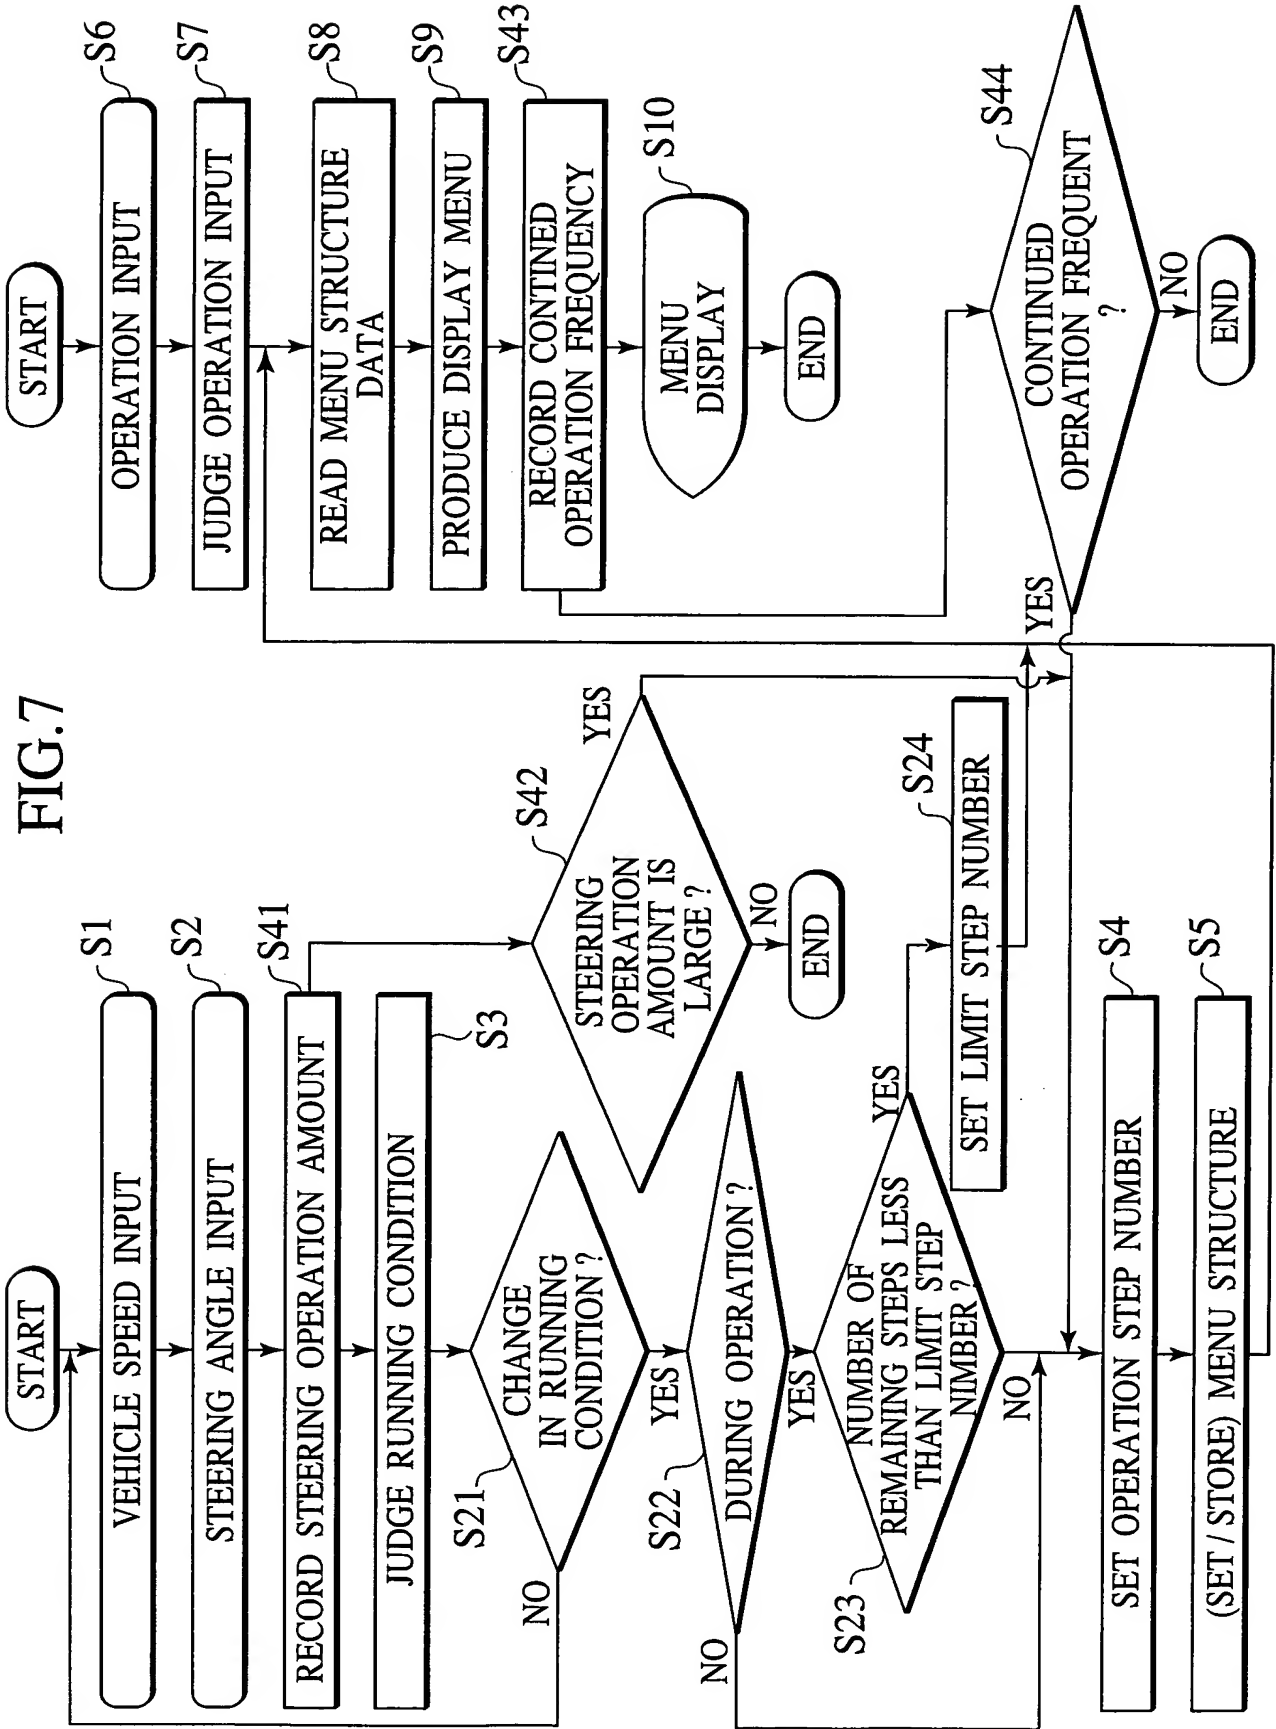 FIG.7
START
VEHICLE SPEED INPUT
S1
STEERING ANGLE INPUT
S2
RECORD STEERING OPERATION AMOUNT
S41
JUDGE RUNNING CONDITION
S3
CHANGE
IN RUNNING
CONDITION ?
S21
NO
YES
DURING OPERATION ?
S22
NO
YES
NUMBER OF
REMAINING STEPS LESS
THAN LIMIT STEP
NIMBER ?
S23
YES
NO
SET LIMIT STEP NUMBER
S24
SET OPERATION STEP NUMBER
S4
(SET / STORE) MENU STRUCTURE
S5
STEERING
OPERATION
AMOUNT IS
LARGE ?
S42
YES
NO
END
START
OPERATION INPUT
S6
JUDGE OPERATION INPUT
S7
READ MENU STRUCTURE
DATA
S8
PRODUCE DISPLAY MENU
S9
RECORD CONTINED
OPERATION FREQUENCY
S43
MENU
DISPLAY
S10
END
CONTINUED
OPERATION FREQUENT
?
S44
YES
NO
END